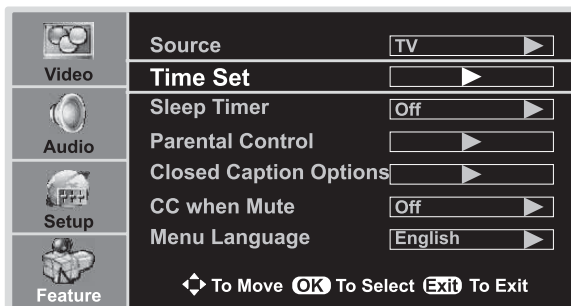 Video
Audio
Setup
Feature
Source TV
Time Set
Sleep Timer Off
Parental Control
Closed Caption Options
CC when Mute Off
Menu Language English
To Move OK To Select Exit To Exit